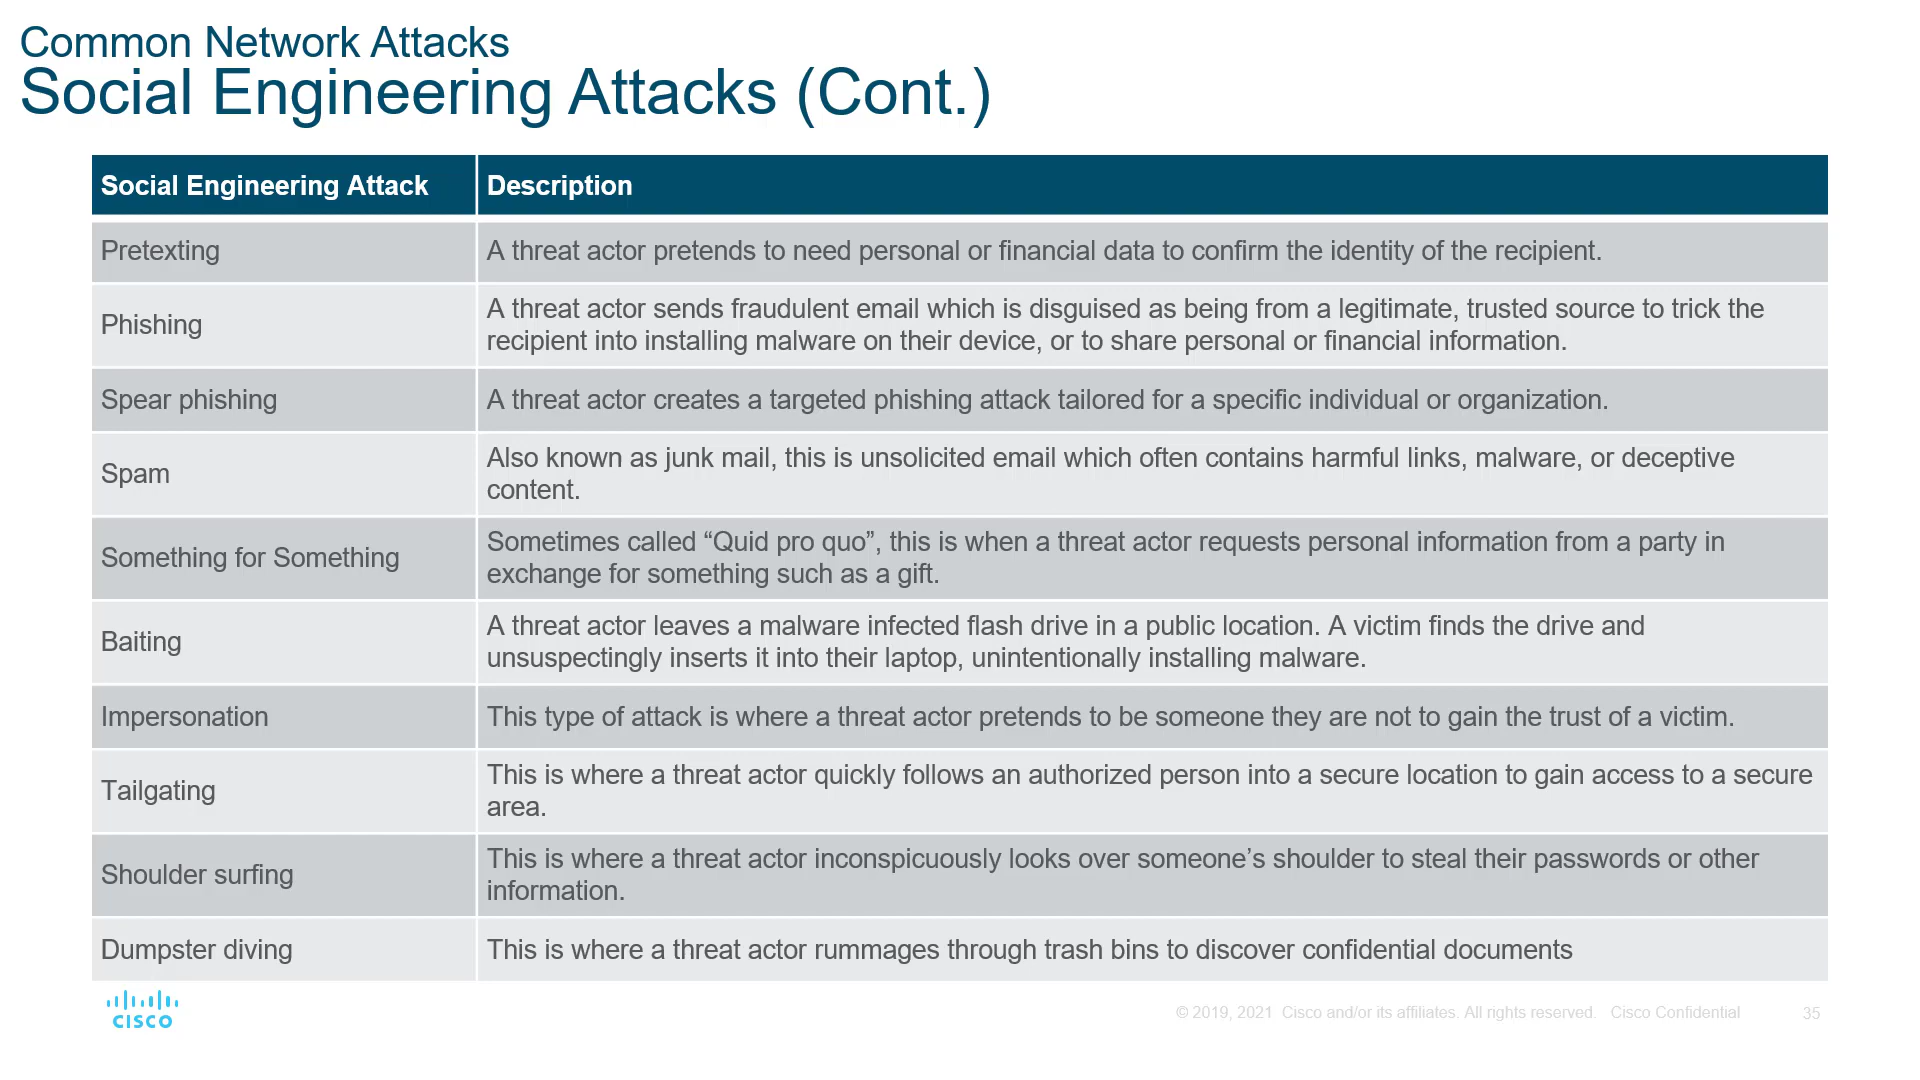 Common Network Attacks
Social Engineering Attacks (Cont.)
Social Engineering Attack
Description
Pretexting
A threat actor pretends to need personal or financial data to confirm the identity of the recipient.
Phishing
A threat actor sends fraudulent email which is disguised as being from a legitimate, trusted source to trick the
recipient into installing malware on their device, or to share personal or financial information.
Spear phishing
A threat actor creates a targeted phishing attack tailored for a specific individual or organization.
Spam
Also known as junk mail, this is unsolicited email which often contains harmful links, malware, or deceptive
content.
Something for Something
Sometimes called “Quid pro quo”, this is when a threat actor requests personal information from a party in
exchange for something such as a gift.
Baiting
A threat actor leaves a malware infected flash drive in a public location. A victim finds the drive and
unsuspectingly inserts it into their laptop, unintentionally installing malware.
Impersonation
This type of attack is where a threat actor pretends to be someone they are not to gain the trust of a victim.
Tailgating
This is where a threat actor quickly follows an authorized person into a secure location to gain access to a secure
area.
Shoulder surfing
This is where a threat actor inconspicuously looks over someone’s shoulder to steal their passwords or other
information.
Dumpster diving
This is where a threat actor rummages through trash bins to discover confidential documents
CISCO
© 2019, 2021 Cisco and/or its affiliates. All rights reserved. Cisco Confidential
35